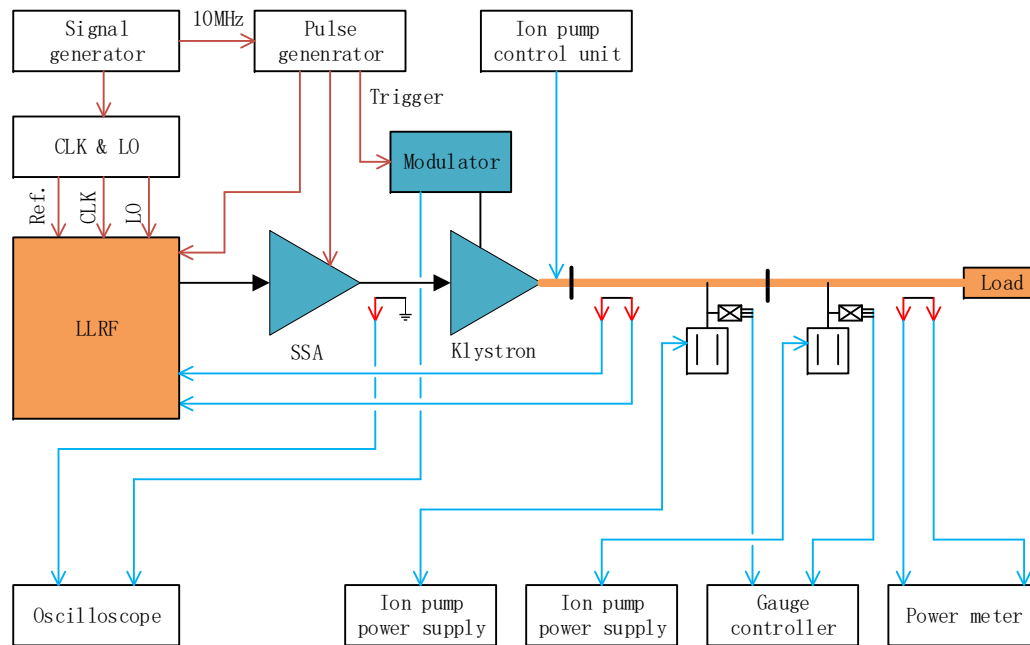 Signal
generator
10MHz
Pulse
genenrator
Ion pump
control unit
Trigger
CLK & LO
Modulator
Ref.
CLK
LO
LLRF
SSA
Klystron
Load
Oscilloscope
Ion pump
power supply
Ion pump
power supply
Gauge
controller
Power meter